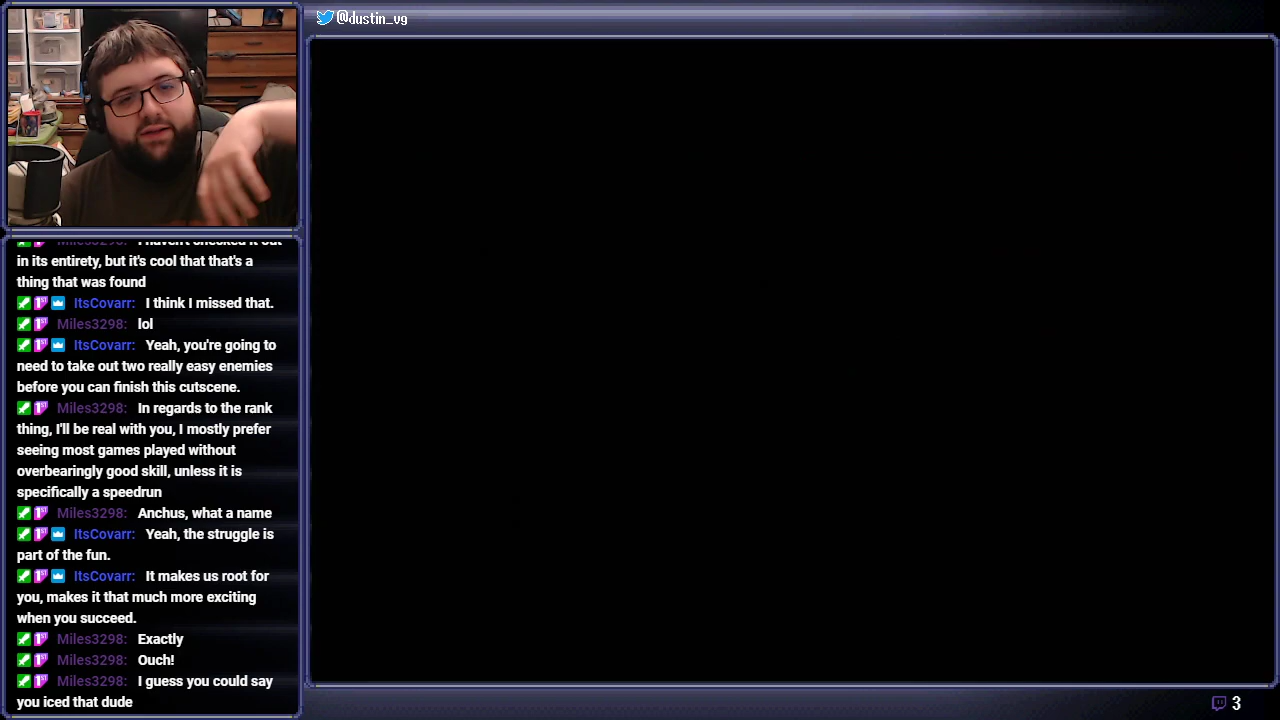 @dustin_vg
Miles3298: I haven't checked it out
in its entirety, but it's cool that that's a
thing that was found
ItsCovarr: I think I missed that.
Miles3298: lol
ItsCovarr: Yeah, you're going to
need to take out two really easy enemies
before you can finish this cutscene.
Miles3298: In regards to the rank
thing, I'll be real with you, I mostly prefer
seeing most games played without
overbearingly good skill, unless it is
specifically a speedrun
Miles3298: Anchus, what a name
ItsCovarr: Yeah, the struggle is
part of the fun.
ItsCovarr: It makes us root for
you, makes it that much more exciting
when you succeed.
Miles3298: Exactly
Miles3298: Ouch!
Miles3298: I guess you could say
you iced that dude
3